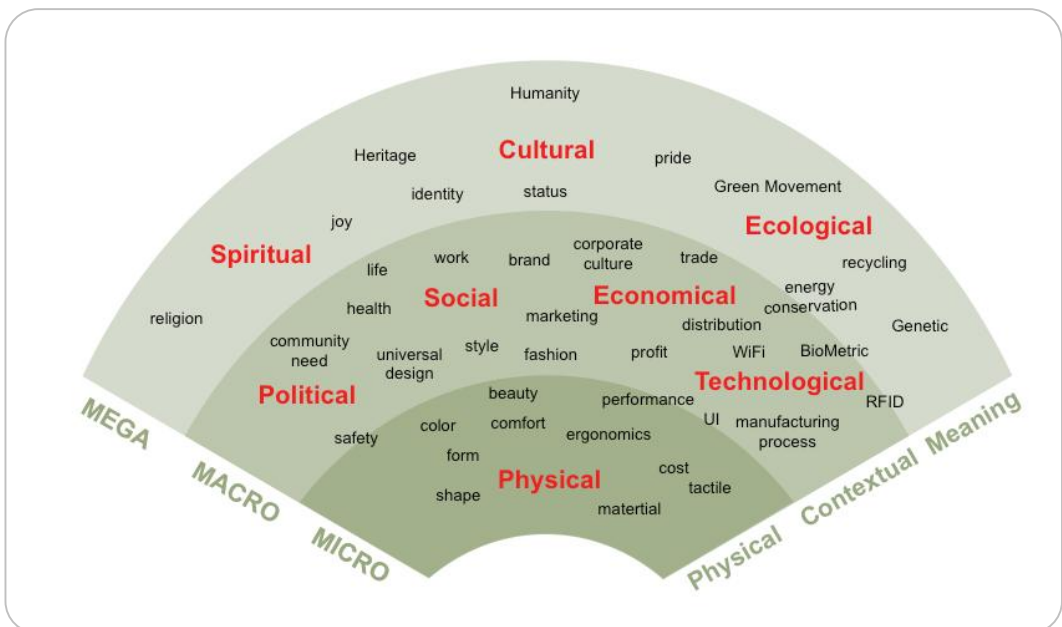 Humanity
Cultural
Heritage
pride
identity
status
Green Movement
joy
Ecological
Spiritual
life
work
brand
corporate
culture
trade
recycling
health
Social
Economical
energy
conservation
religion
marketing
distribution
Genetic
community
need
universal
design
style
fashion
profit
WiFi
BioMetric
Political
beauty
performance
Technological
RFID
safety
color
comfort
ergonomics
UI
manufacturing
process
form
Physical
cost
tactile
shape
matertial
MEGA
MACRO
MICRO
Physical
Contextual
Meaning